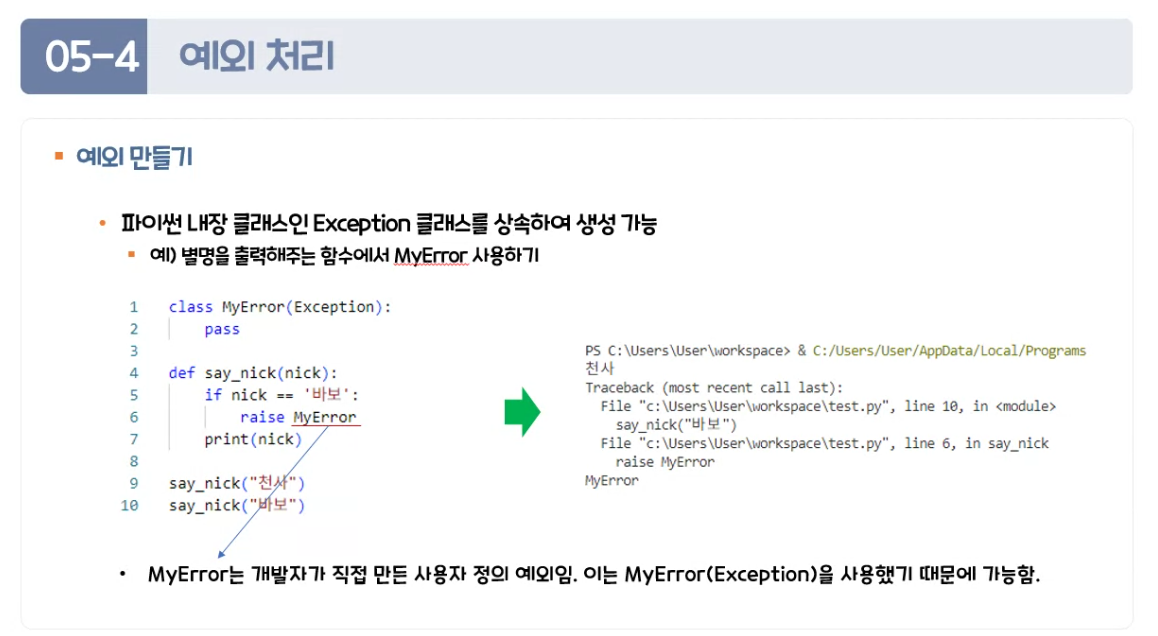 05-4 예외 처리
예외 만들기
파이썬 내장 클래스인 Exception 클래스를 상속하여 생성 가능
예) 별명을 출력해주는 함수에서 MyError 사용하기
1 class MyError(Exception):
2     pass
3
4 def say_nick(nick):
5     if nick == '바보':
6         raise MyError
7     print(nick)
8
9 say_nick("천사")
10 say_nick("바보")
PS C:\Users\User\workspace> & C:/Users/User/AppData/Local/Programs
천사
Traceback (most recent call last):
  File "c:\Users\User\workspace\test.py", line 10, in <module>
    say_nick("바보")
  File "c:\Users\User\workspace\test.py", line 6, in say_nick
    raise MyError
MyError
MyError는 개발자가 직접 만든 사용자 정의 예외임. 이는 MyError(Exception)을 사용했기 때문에 가능함.